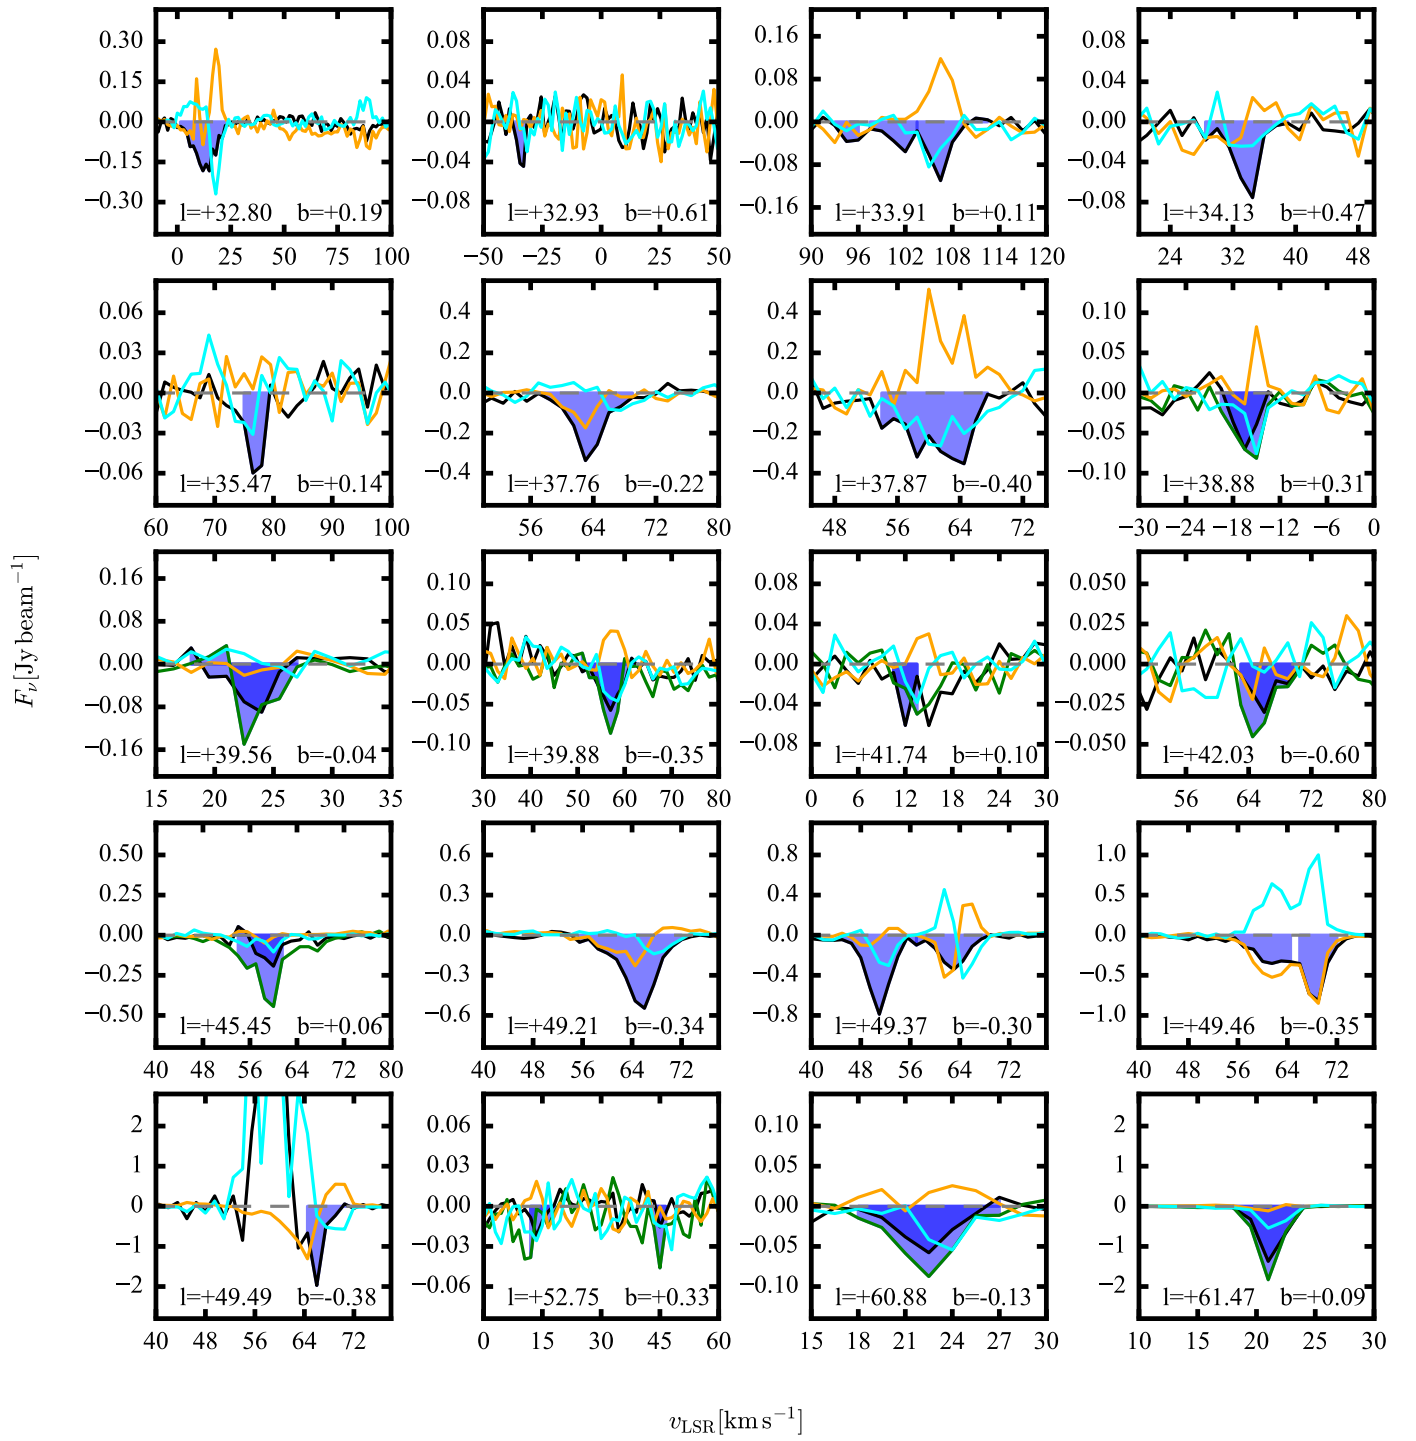 0.30
0.15
0.00
−0.15
−0.30
l=+32.80 b=+0.19
0 25 50 75 100
0.08
0.04
0.00
−0.04
−0.08
l=+32.93 b=+0.61
−50 −25 0 25 50
0.16
0.08
0.00
−0.08
−0.16
l=+33.91 b=+0.11
90 96 102 108 114 120
0.08
0.04
0.00
−0.04
−0.08
l=+34.13 b=+0.47
24 32 40 48
0.06
0.03
0.00
−0.03
−0.06
l=+35.47 b=+0.14
60 70 80 90 100
0.4
0.2
0.0
−0.2
−0.4
l=+37.76 b=-0.22
56 64 72 80
0.4
0.2
0.0
−0.2
−0.4
l=+37.87 b=-0.40
48 56 64 72
0.10
0.05
0.00
−0.05
−0.10
l=+38.88 b=+0.31
−30 −24 −18 −12 −6 0
0.16
0.08
0.00
−0.08
−0.16
l=+39.56 b=-0.04
15 20 25 30 35
0.10
0.05
0.00
−0.05
−0.10
l=+39.88 b=-0.35
30 40 50 60 70 80
0.08
0.04
0.00
−0.04
−0.08
l=+41.74 b=+0.10
0 6 12 18 24 30
0.050
0.025
0.000
−0.025
−0.050
l=+42.03 b=-0.60
56 64 72 80
0.50
0.25
0.00
−0.25
−0.50
l=+45.45 b=+0.06
40 48 56 64 72 80
0.6
0.3
0.0
−0.3
−0.6
l=+49.21 b=-0.34
40 48 56 64 72
0.8
0.4
0.0
−0.4
−0.8
l=+49.37 b=-0.30
40 48 56 64 72
1.0
0.5
0.0
−0.5
−1.0
l=+49.46 b=-0.35
40 48 56 64 72
2
1
0
−1
−2
l=+49.49 b=-0.38
40 48 56 64 72
0.06
0.03
0.00
−0.03
−0.06
l=+52.75 b=+0.33
0 15 30 45 60
0.10
0.05
0.00
−0.05
−0.10
l=+60.88 b=-0.13
15 18 21 24 27 30
2
1
0
−1
−2
l=+61.47 b=+0.09
10 15 20 25 30
F_ν[Jy beam⁻¹]
v_LSR[km s⁻¹]